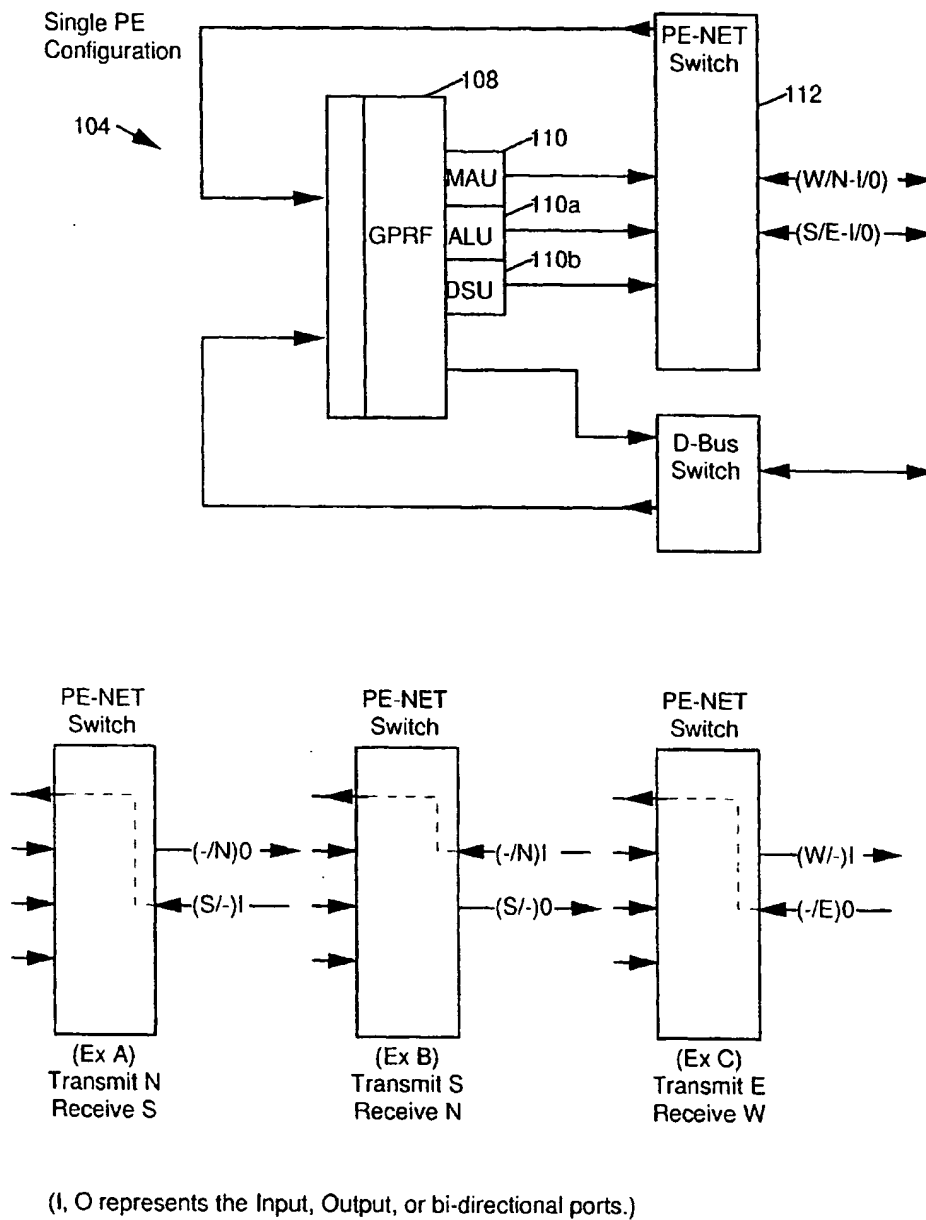 Single PE
Configuration
104
108
PE-NET
Switch
112
110
MAU
(W/N-I/0)
110a
GPRF
ALU
(S/E-I/0)
110b
DSU
D-Bus
Switch
PE-NET
Switch
(-/N)0
(S/-)I
(Ex A)
Transmit N
Receive S
PE-NET
Switch
(-/N)I
(S/-)0
(Ex B)
Transmit S
Receive N
PE-NET
Switch
(W/-)I
(-/E)0
(Ex C)
Transmit E
Receive W
(I, O represents the Input, Output, or bi-directional ports.)